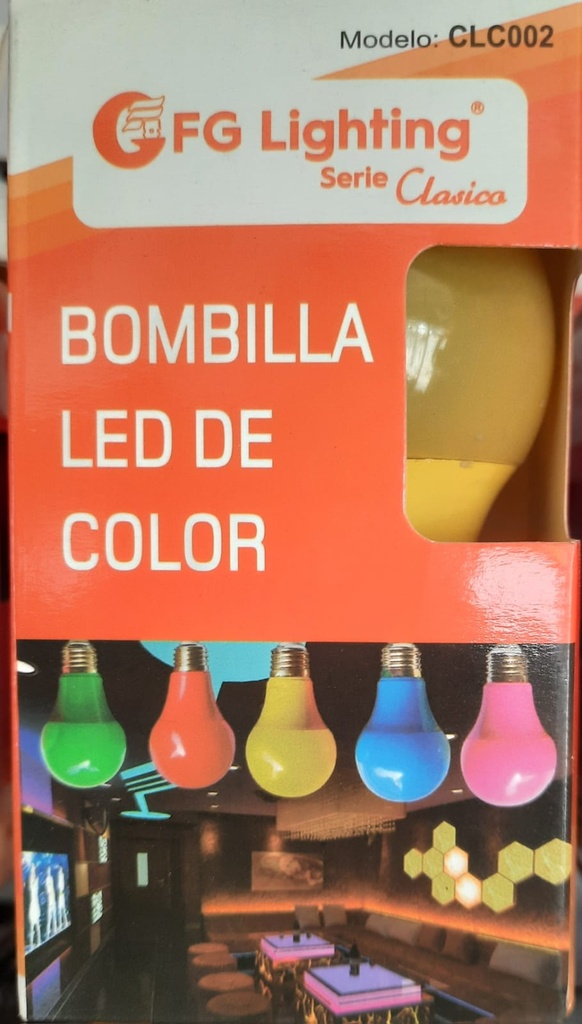 Modelo: CLC002
FG Lighting®
Serie Clasico
BOMBILLA
LED DE
COLOR